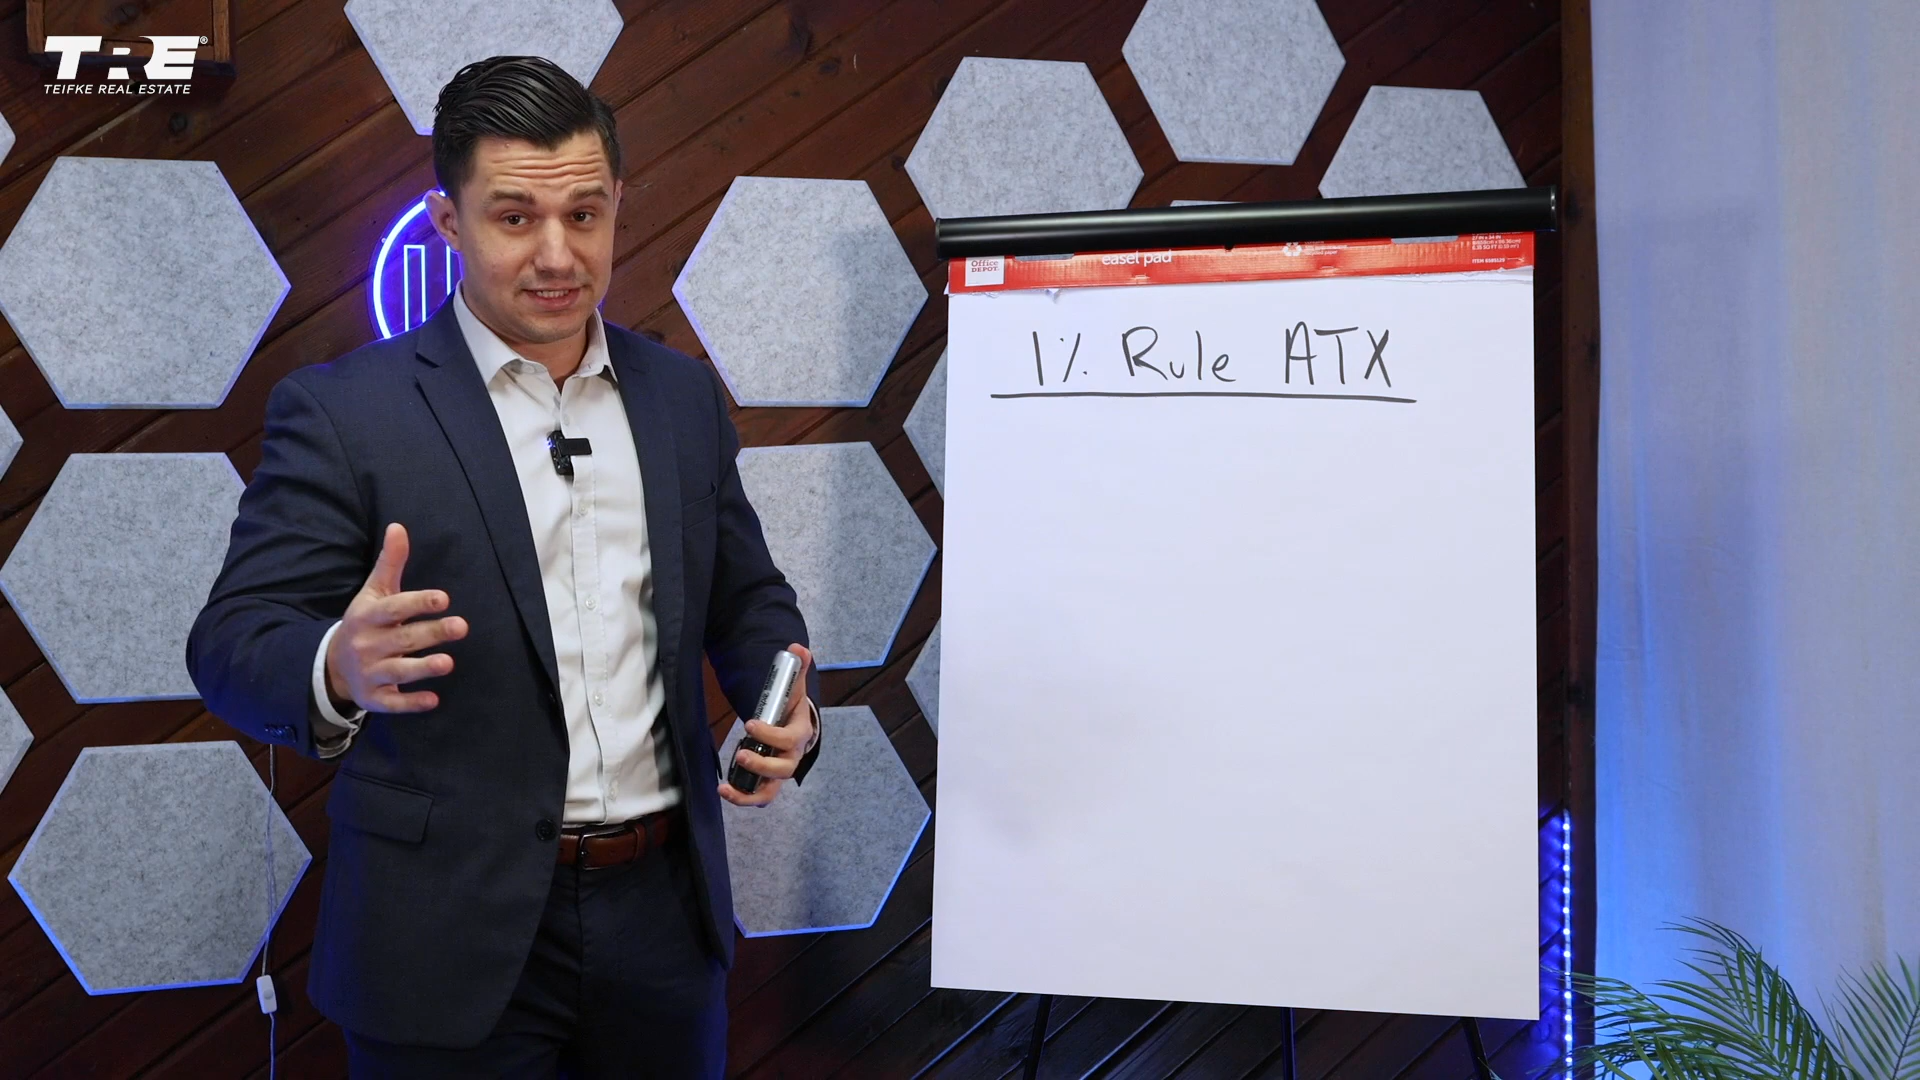 TRE®
TEIFKE REAL ESTATE
Office
DEPOT
easel pad
1% Rule ATX